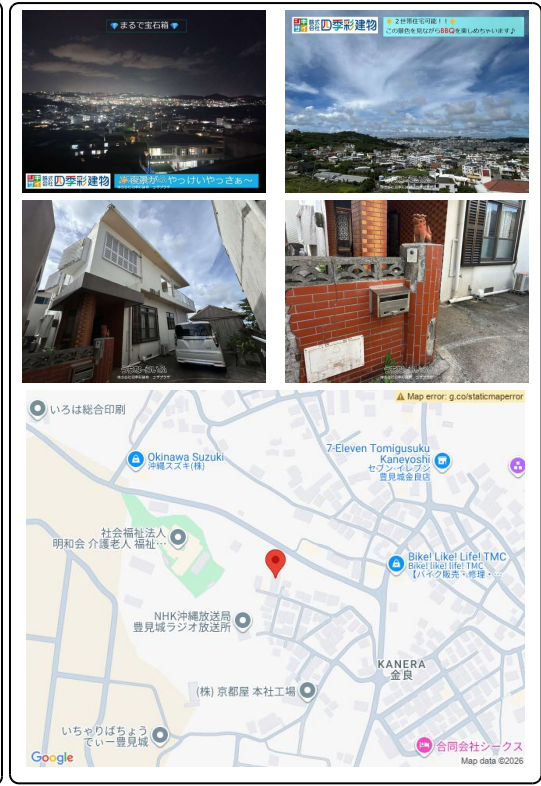 💎まるで宝石箱💎
株式会社 四季彩建物
夜景が…やっけいやっさぁ～
株式会社 四季彩建物
2世帯住宅可能！！
この景色を見ながらBBQを楽しめちゃいます♪
Map error: g.co/staticmaperror
いろは総合印刷
Okinawa Suzuki
沖縄スズキ(株)
7-Eleven Tomigusuku
Kaneyoshi
セブン-イレブン
豊見城金良店
社会福祉法人
明和会 介護老人 福祉…
Bike! Like! Life! TMC
Bike! like! life! TMC
【バイク販売・修理・…
NHK沖縄放送局
豊見城ラジオ放送所
KANERA
金良
(株) 京都屋 本社工場
いちゃりばちょう
でぃー豊見城
合同会社シークス
Google
Map data ©2026